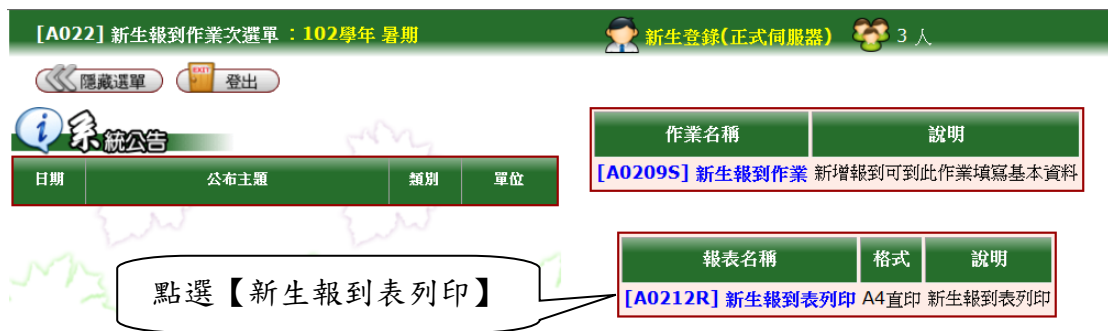 [A022] 新生報到作業次選單 : 102學年 暑期
新生登錄(正式伺服器) 3 人
隱藏選單 EXIT 登出
i 系統公告
日期 公布主題 類別 單位
作業名稱 說明
[A0209S] 新生報到作業 新增報到可到此作業填寫基本資料
報表名稱 格式 說明
[A0212R] 新生報到表列印 A4直印 新生報到表列印
點選【新生報到表列印】